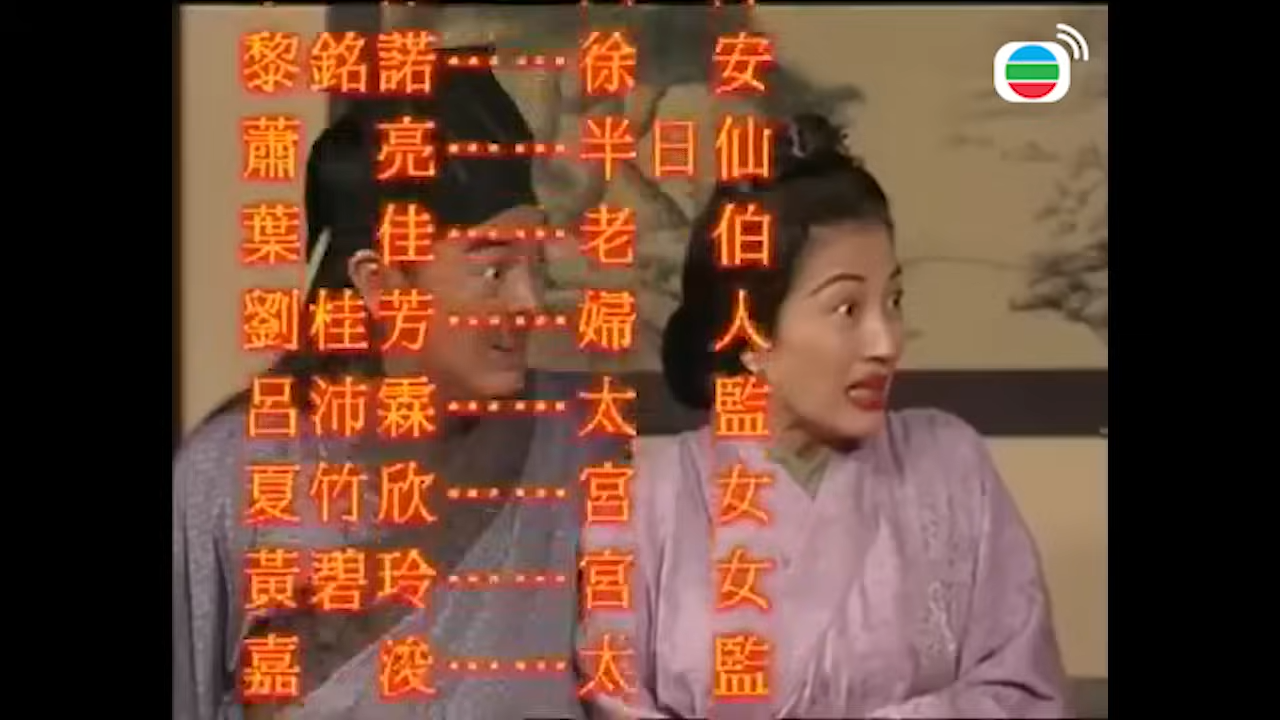 黎銘諾……徐安
蕭亮……半日仙
葉佳……老伯
劉桂芳……婦人
呂沛霖……太監
夏竹欣……宮女
黃碧玲……宮女
嘉浚……太監